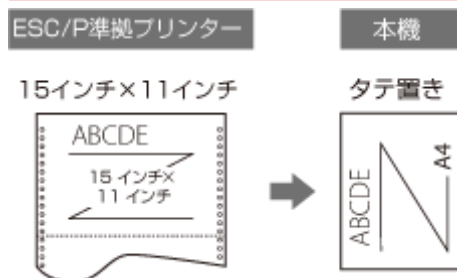 ESC/P準拠プリンター
本機
15インチ×11インチ
タテ置き
ABCDE
15 インチ×
11 インチ
ABCDE
A4